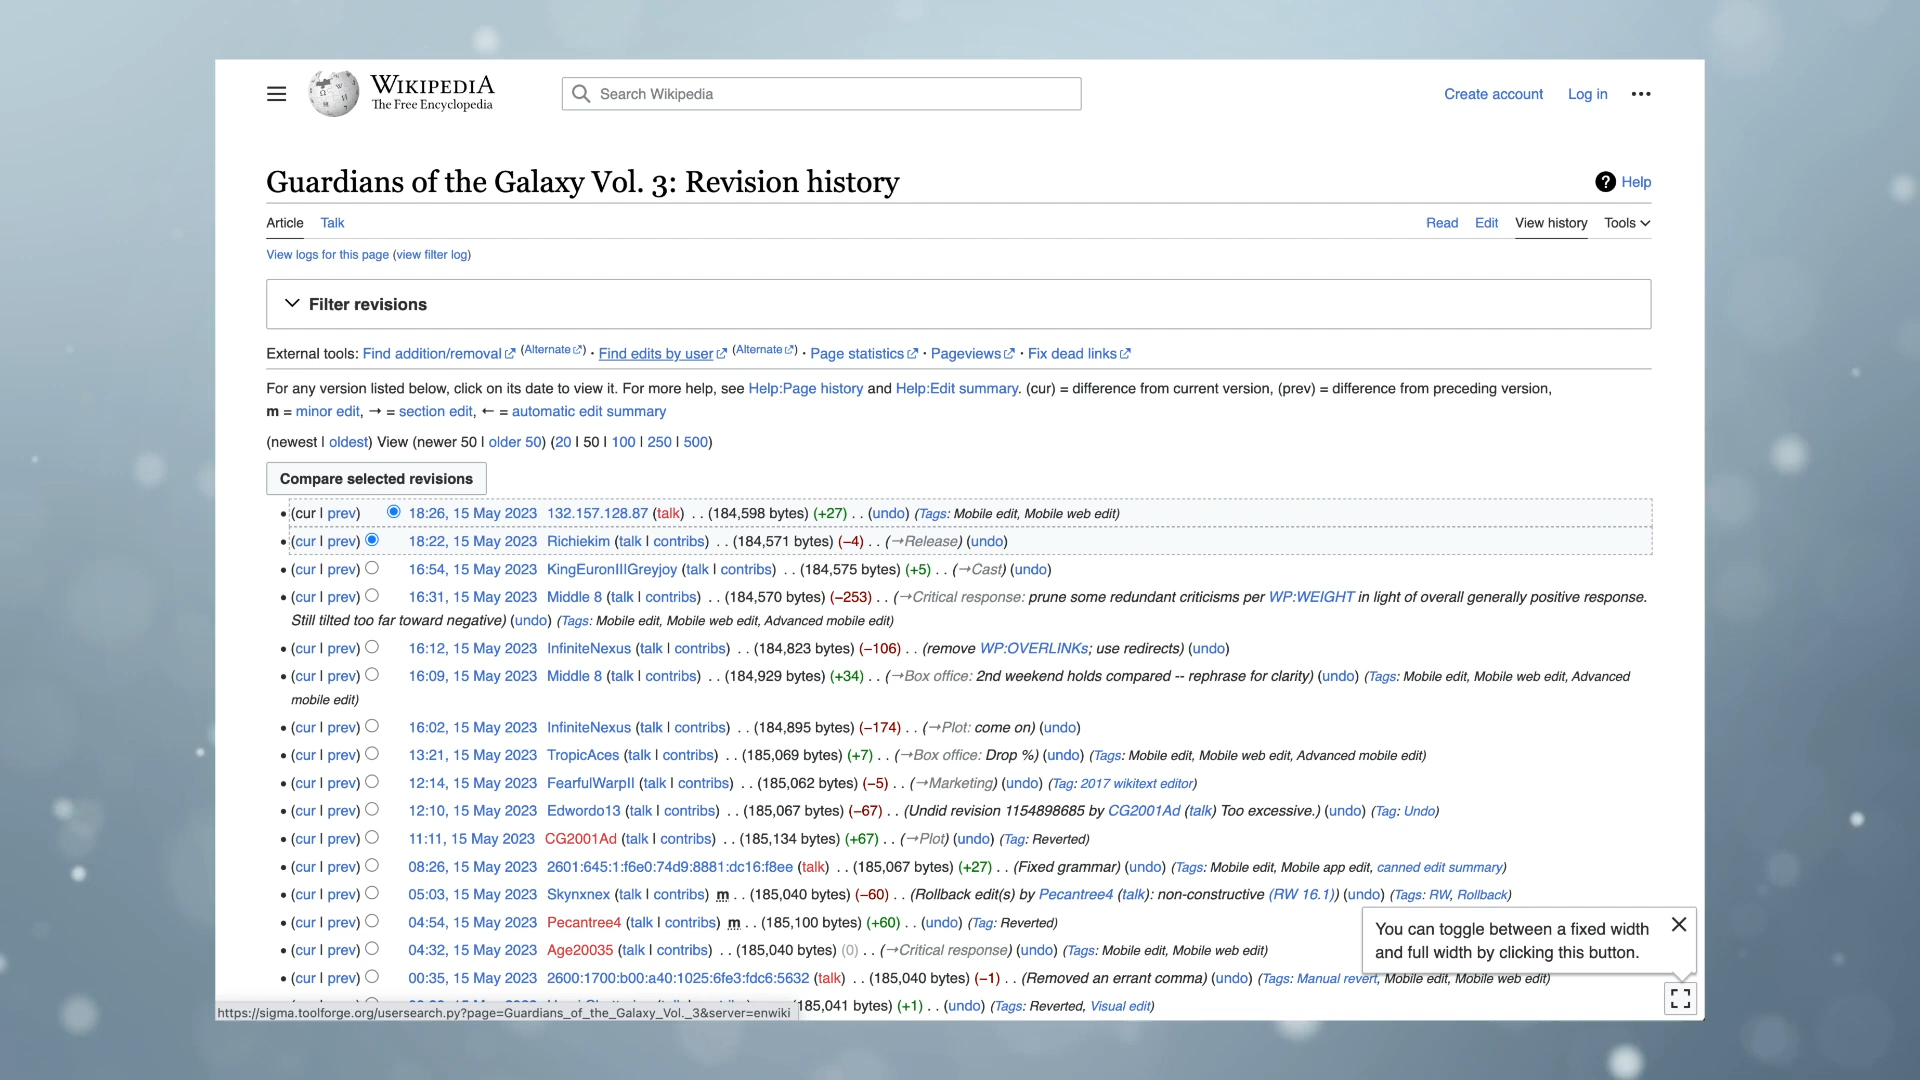 WIKIPEDIA
The Free Encyclopedia
Search Wikipedia
Create account Log in
Guardians of the Galaxy Vol. 3: Revision history
? Help
Article Talk
Read Edit View history Tools
View logs for this page (view filter log)
Filter revisions
External tools: Find addition/removal (Alternate) · Find edits by user (Alternate) · Page statistics · Pageviews · Fix dead links
For any version listed below, click on its date to view it. For more help, see Help:Page history and Help:Edit summary. (cur) = difference from current version, (prev) = difference from preceding version,
m = minor edit, → = section edit, ← = automatic edit summary
(newest | oldest) View (newer 50 | older 50) (20 | 50 | 100 | 250 | 500)
Compare selected revisions
• (cur | prev) 18:26, 15 May 2023 132.157.128.87 (talk) . . (184,598 bytes) (+27) . . (undo) (Tags: Mobile edit, Mobile web edit)
• (cur | prev) 18:22, 15 May 2023 Richiekim (talk | contribs) . . (184,571 bytes) (−4) . . (→Release) (undo)
• (cur | prev) 16:54, 15 May 2023 KingEuronIIIGreyjoy (talk | contribs) . . (184,575 bytes) (+5) . . (→Cast) (undo)
• (cur | prev) 16:31, 15 May 2023 Middle 8 (talk | contribs) . . (184,570 bytes) (−253) . . (→Critical response: prune some redundant criticisms per WP:WEIGHT in light of overall generally positive response.
Still tilted too far toward negative) (undo) (Tags: Mobile edit, Mobile web edit, Advanced mobile edit)
• (cur | prev) 16:12, 15 May 2023 InfiniteNexus (talk | contribs) . . (184,823 bytes) (−106) . . (remove WP:OVERLINKs; use redirects) (undo)
• (cur | prev) 16:09, 15 May 2023 Middle 8 (talk | contribs) . . (184,929 bytes) (+34) . . (→Box office: 2nd weekend holds compared -- rephrase for clarity) (undo) (Tags: Mobile edit, Mobile web edit, Advanced
mobile edit)
• (cur | prev) 16:02, 15 May 2023 InfiniteNexus (talk | contribs) . . (184,895 bytes) (−174) . . (→Plot: come on) (undo)
• (cur | prev) 13:21, 15 May 2023 TropicAces (talk | contribs) . . (185,069 bytes) (+7) . . (→Box office: Drop %) (undo) (Tags: Mobile edit, Mobile web edit, Advanced mobile edit)
• (cur | prev) 12:14, 15 May 2023 FearfulWarpII (talk | contribs) . . (185,062 bytes) (−5) . . (→Marketing) (undo) (Tag: 2017 wikitext editor)
• (cur | prev) 12:10, 15 May 2023 Edwordo13 (talk | contribs) . . (185,067 bytes) (−67) . . (Undid revision 1154898685 by CG2001Ad (talk) Too excessive.) (undo) (Tag: Undo)
• (cur | prev) 11:11, 15 May 2023 CG2001Ad (talk | contribs) . . (185,134 bytes) (+67) . . (→Plot) (undo) (Tag: Reverted)
• (cur | prev) 08:26, 15 May 2023 2601:645:1:f6e0:74d9:8881:dc16:f8ee (talk) . . (185,067 bytes) (+27) . . (Fixed grammar) (undo) (Tags: Mobile edit, Mobile app edit, canned edit summary)
• (cur | prev) 05:03, 15 May 2023 Skynxnex (talk | contribs) m . . (185,040 bytes) (−60) . . (Rollback edit(s) by Pecantree4 (talk): non-constructive (RW 16.1)) (undo) (Tags: RW, Rollback)
• (cur | prev) 04:54, 15 May 2023 Pecantree4 (talk | contribs) m . . (185,100 bytes) (+60) . . (undo) (Tag: Reverted)
• (cur | prev) 04:32, 15 May 2023 Age20035 (talk | contribs) . . (185,040 bytes) (0) . . (→Critical response) (undo) (Tags: Mobile edit, Mobile web edit)
• (cur | prev) 00:35, 15 May 2023 2600:1700:b00:a40:1025:6fe3:fdc6:5632 (talk) . . (185,040 bytes) (−1) . . (Removed an errant comma) (undo) (Tags: Manual revert, Mobile edit, Mobile web edit)
185,041 bytes) (+1) . . (undo) (Tags: Reverted, Visual edit)
You can toggle between a fixed width
and full width by clicking this button.
https://sigma.toolforge.org/usersearch.py?page=Guardians_of_the_Galaxy_Vol._3&server=enwiki